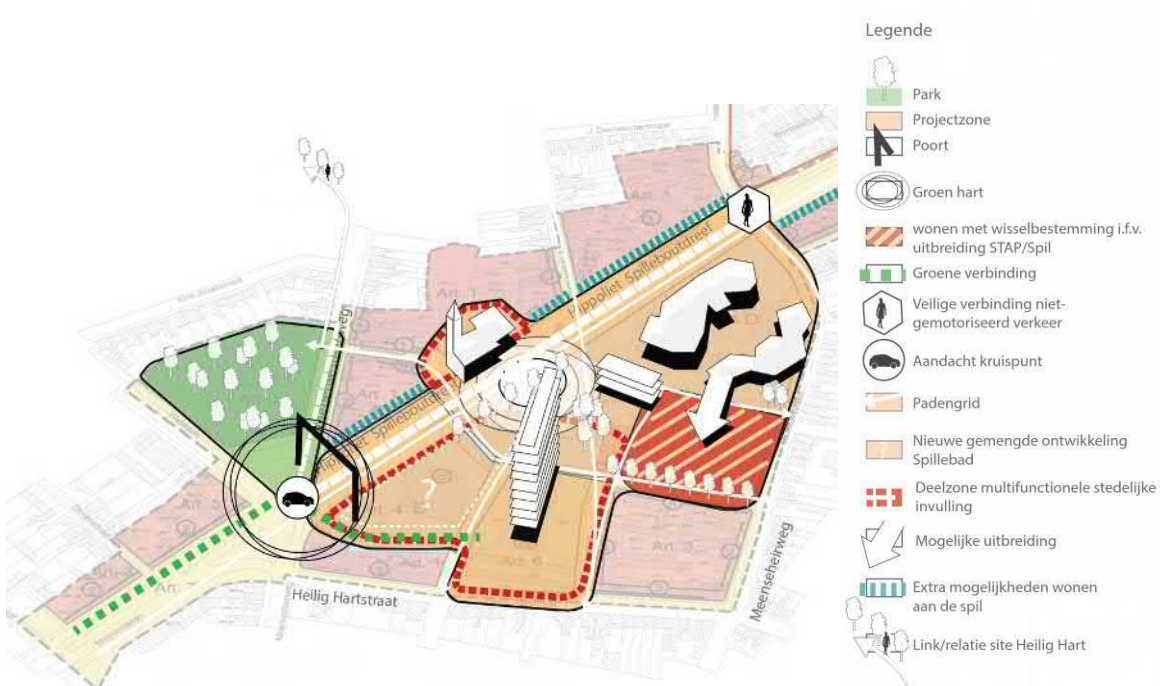 Legende
Park
Projectzone
Poort
Groen hart
wonen met wisselbestemming i.f.v.
uitbreiding STAP/Spil
Groene verbinding
Veilige verbinding niet-
gemotoriseerd verkeer
Aandacht kruispunt
Padengrid
Nieuwe gemengde ontwikkeling
Spillebad
Deelzone multifunctionele stedelijke
invulling
Mogelijke uitbreiding
Extra mogelijkheden wonen
aan de spil
Link/relatie site Heilig Hart
Hippoliet Spilleboutdreef
Hippoliet Spilleboutdreef
?
Art. 6
Heilig Hartstraat
Meenseheirweg